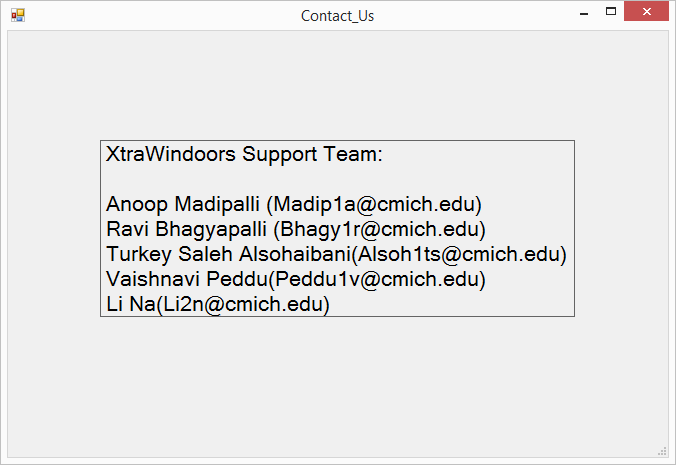 Contact_Us
XtraWindoors Support Team:
Anoop Madipalli (Madip1a@cmich.edu)
Ravi Bhagyapalli (Bhagy1r@cmich.edu)
Turkey Saleh Alsohaibani(Alsoh1ts@cmich.edu)
Vaishnavi Peddu(Peddu1v@cmich.edu)
Li Na(Li2n@cmich.edu)